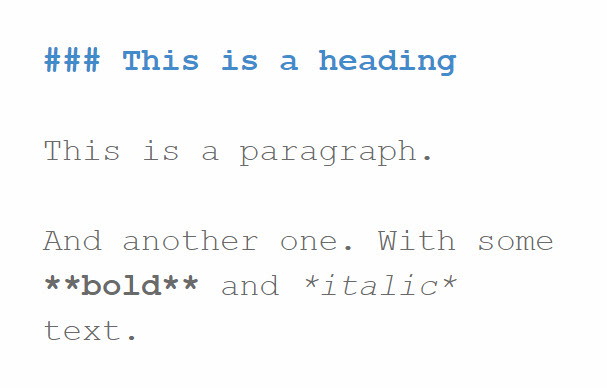 ### This is a heading
This is a paragraph.
And another one. With some
**bold** and *italic*
text.